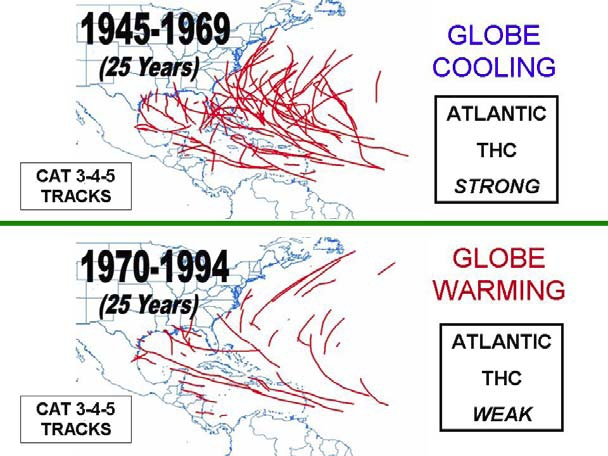 1945-1969
(25 Years)
GLOBE
COOLING
ATLANTIC
THC
STRONG
CAT 3-4-5
TRACKS
1970-1994
(25 Years)
GLOBE
WARMING
ATLANTIC
THC
WEAK
CAT 3-4-5
TRACKS